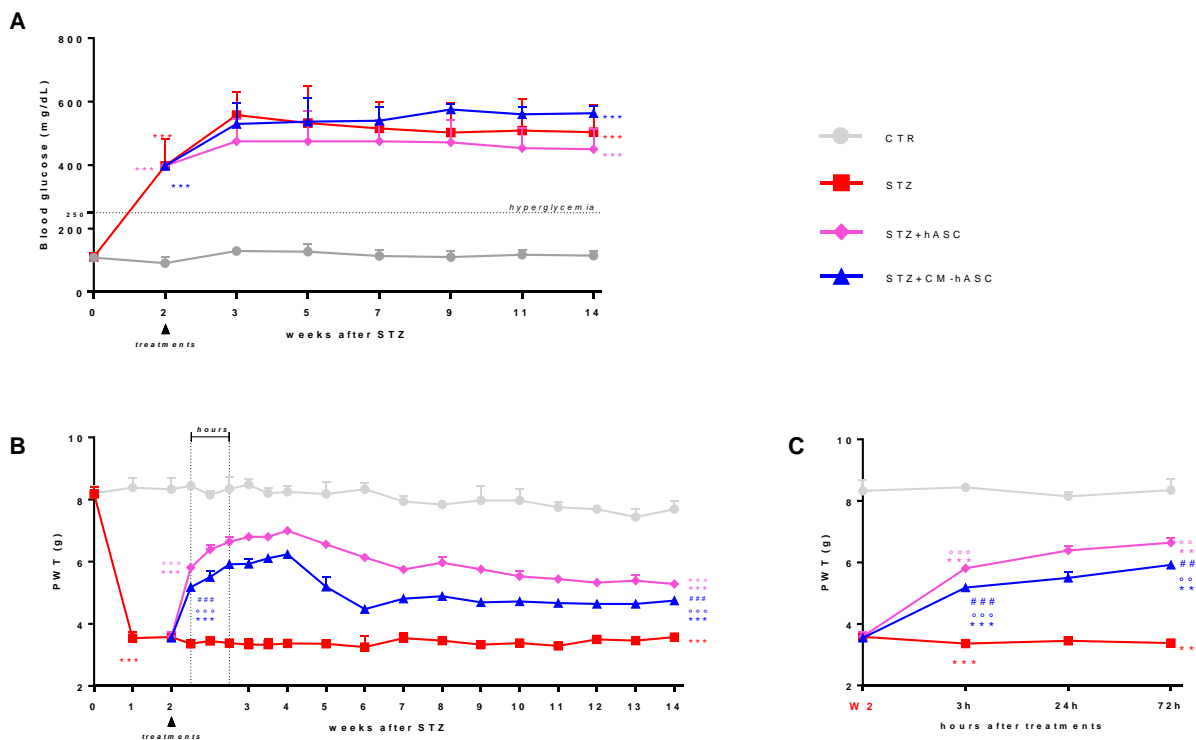 A
800
600
400
250
200
0
Blood glucose (mg/dL)
***
***
***
hyperglycemia
***
***
***
0 2 3 5 7 9 11 14
weeks after STZ
treatments
CTR
STZ
STZ+hASC
STZ+CM-hASC
B
hours
10
8
6
4
2
PWT (g)
***
°°°
***
###
°°°
***
°°°
***
###
°°°
***
***
0 1 2 3 4 5 6 7 8 9 10 11 12 13 14
weeks after STZ
treatments
C
10
8
6
4
2
PWT (g)
°°°
***
###
°°°
***
***
°°
**
##
°°
**
**
W 2 3h 24h 72h
hours after treatments